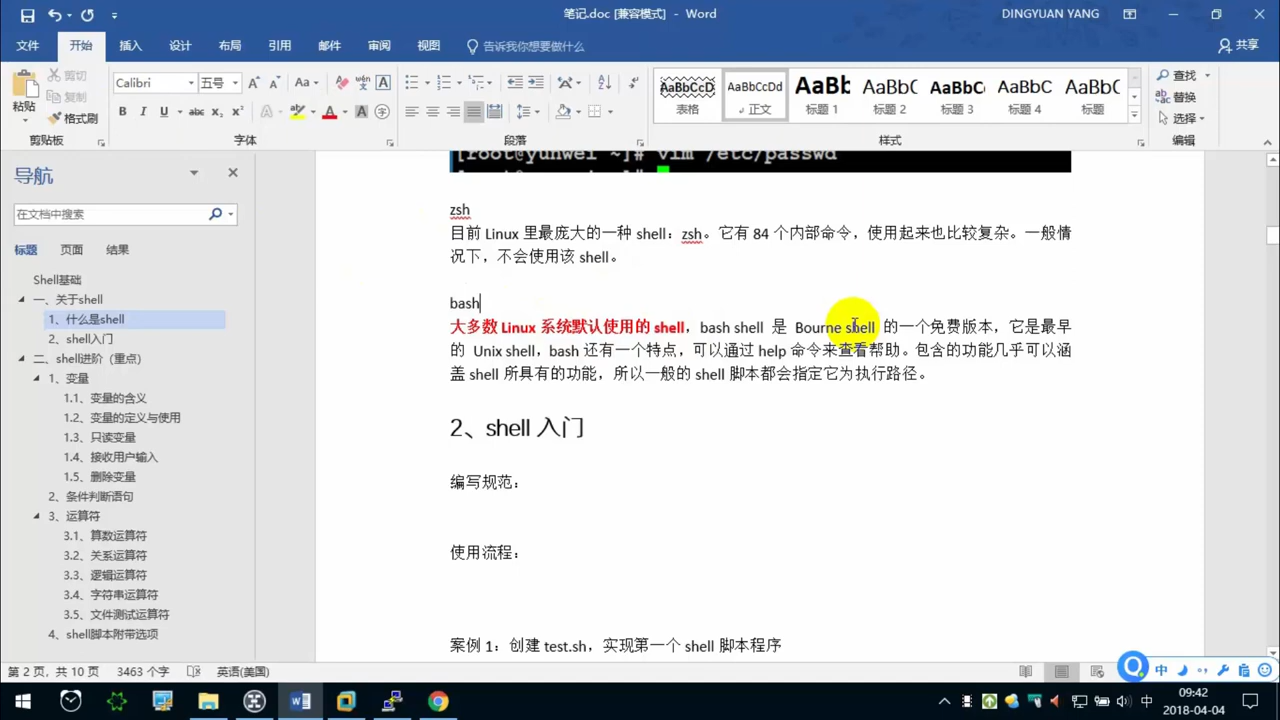 笔记.doc [兼容模式] - Word
DINGYUAN YANG
文件 开始 插入 设计 布局 引用 邮件 审阅 视图 告诉我你想要做什么 共享
粘贴 剪切 复制 格式刷
Calibri 五号
AaBbCcD AaBbCcDd AaBb AaBbC AaBbC AaBbC AaBbC
表格 正文 标题 1 标题 2 标题 3 标题 4 标题
查找 替换 选择
剪贴板 字体 段落 样式 编辑
导航
在文档中搜索
标题 页面 结果
Shell基础
一、关于shell
1、什么是shell
2、shell入门
二、shell进阶（重点）
1、变量
1.1、变量的含义
1.2、变量的定义与使用
1.3、只读变量
1.4、接收用户输入
1.5、删除变量
2、条件判断语句
3、运算符
3.1、算数运算符
3.2、关系运算符
3.3、逻辑运算符
3.4、字符串运算符
3.5、文件测试运算符
4、shell脚本附带选项
[root@yunwei ~]# vim /etc/passwd
zsh
目前 Linux 里最庞大的一种 shell：zsh。它有 84 个内部命令，使用起来也比较复杂。一般情
况下，不会使用该 shell。
bash
大多数 Linux 系统默认使用的 shell，bash shell 是 Bourne shell 的一个免费版本，它是最早
的 Unix shell，bash 还有一个特点，可以通过 help 命令来查看帮助。包含的功能几乎可以涵
盖 shell 所具有的功能，所以一般的 shell 脚本都会指定它为执行路径。
2、shell 入门
编写规范：
使用流程：
案例 1：创建 test.sh，实现第一个 shell 脚本程序
第 2 页，共 10 页 3463 个字 英语(美国)
中
中
09:42
2018-04-04